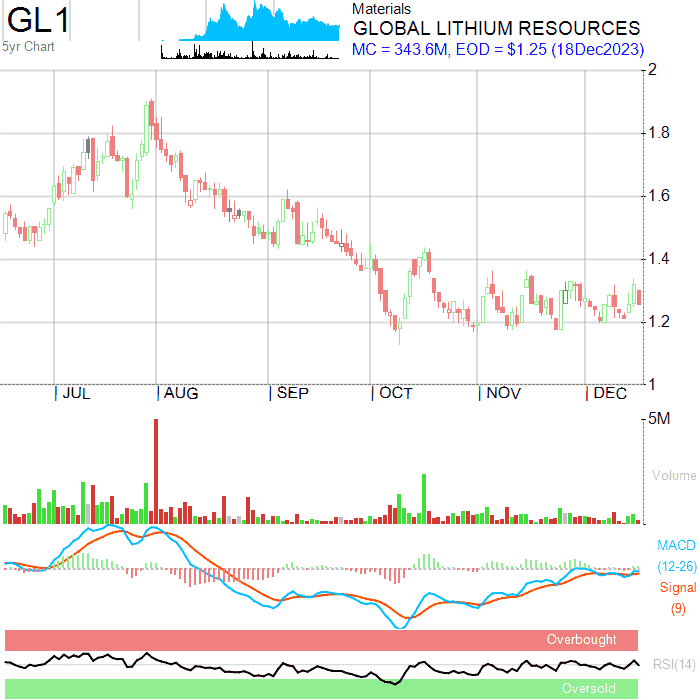 GL1
5yr Chart
Materials
GLOBAL LITHIUM RESOURCES
MC = 343.6M, EOD = $1.25 (18Dec2023)
2
1.8
1.6
1.4
1.2
1
JUL AUG SEP OCT NOV DEC
5M
Volume
MACD
(12-26)
Signal
(9)
Overbought
RSI(14)
Oversold